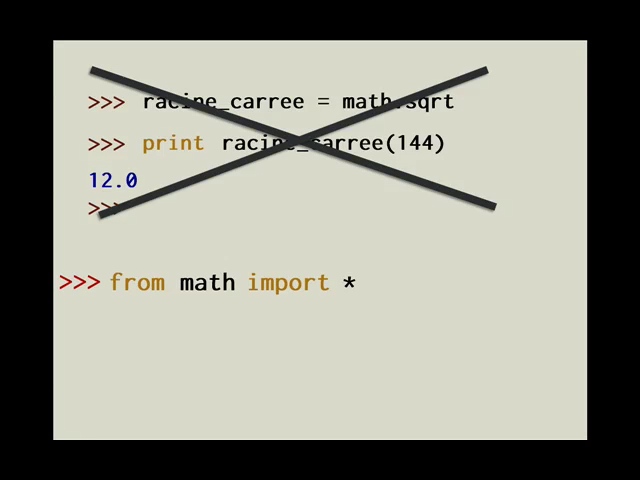 >>> racine_carree = math.sqrt
>>> print racine_carree(144)
12.0
>>>
>>> from math import *